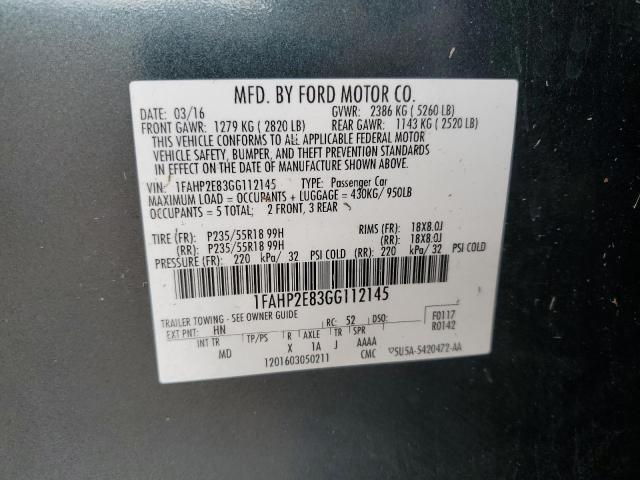 MFD. BY FORD MOTOR CO.
DATE: 03/16 GVWR: 2386 KG ( 5260 LB)
FRONT GAWR: 1279 KG ( 2820 LB) REAR GAWR: 1143 KG ( 2520 LB)
THIS VEHICLE CONFORMS TO ALL APPLICABLE FEDERAL MOTOR
VEHICLE SAFETY, BUMPER, AND THEFT PREVENTION STANDARDS
IN EFFECT ON THE DATE OF MANUFACTURE SHOWN ABOVE.
VIN: 1FAHP2E83GG112145 TYPE: Passenger Car
MAXIMUM LOAD = OCCUPANTS + LUGGAGE = 430KG/ 950LB
OCCUPANTS = 5 TOTAL; 2 FRONT, 3 REAR
TIRE (FR): P235/55R18 99H RIMS (FR): 18X8.0J
(RR): P235/55R18 99H (RR): 18X8.0J
PRESSURE (FR): 220 kPa/ 32 PSI COLD (RR): 220 kPa/ 32 PSI COLD
1FAHP2E83GG112145
TRAILER TOWING - SEE OWNER GUIDE
EXT PNT: HN RC: 52 DSO: F0117
R0142
INT TR TP/PS R AXLE TR SPR
MD X 1A J AAAA
1201603050211 CMC ▽5U5A-5420472-AA